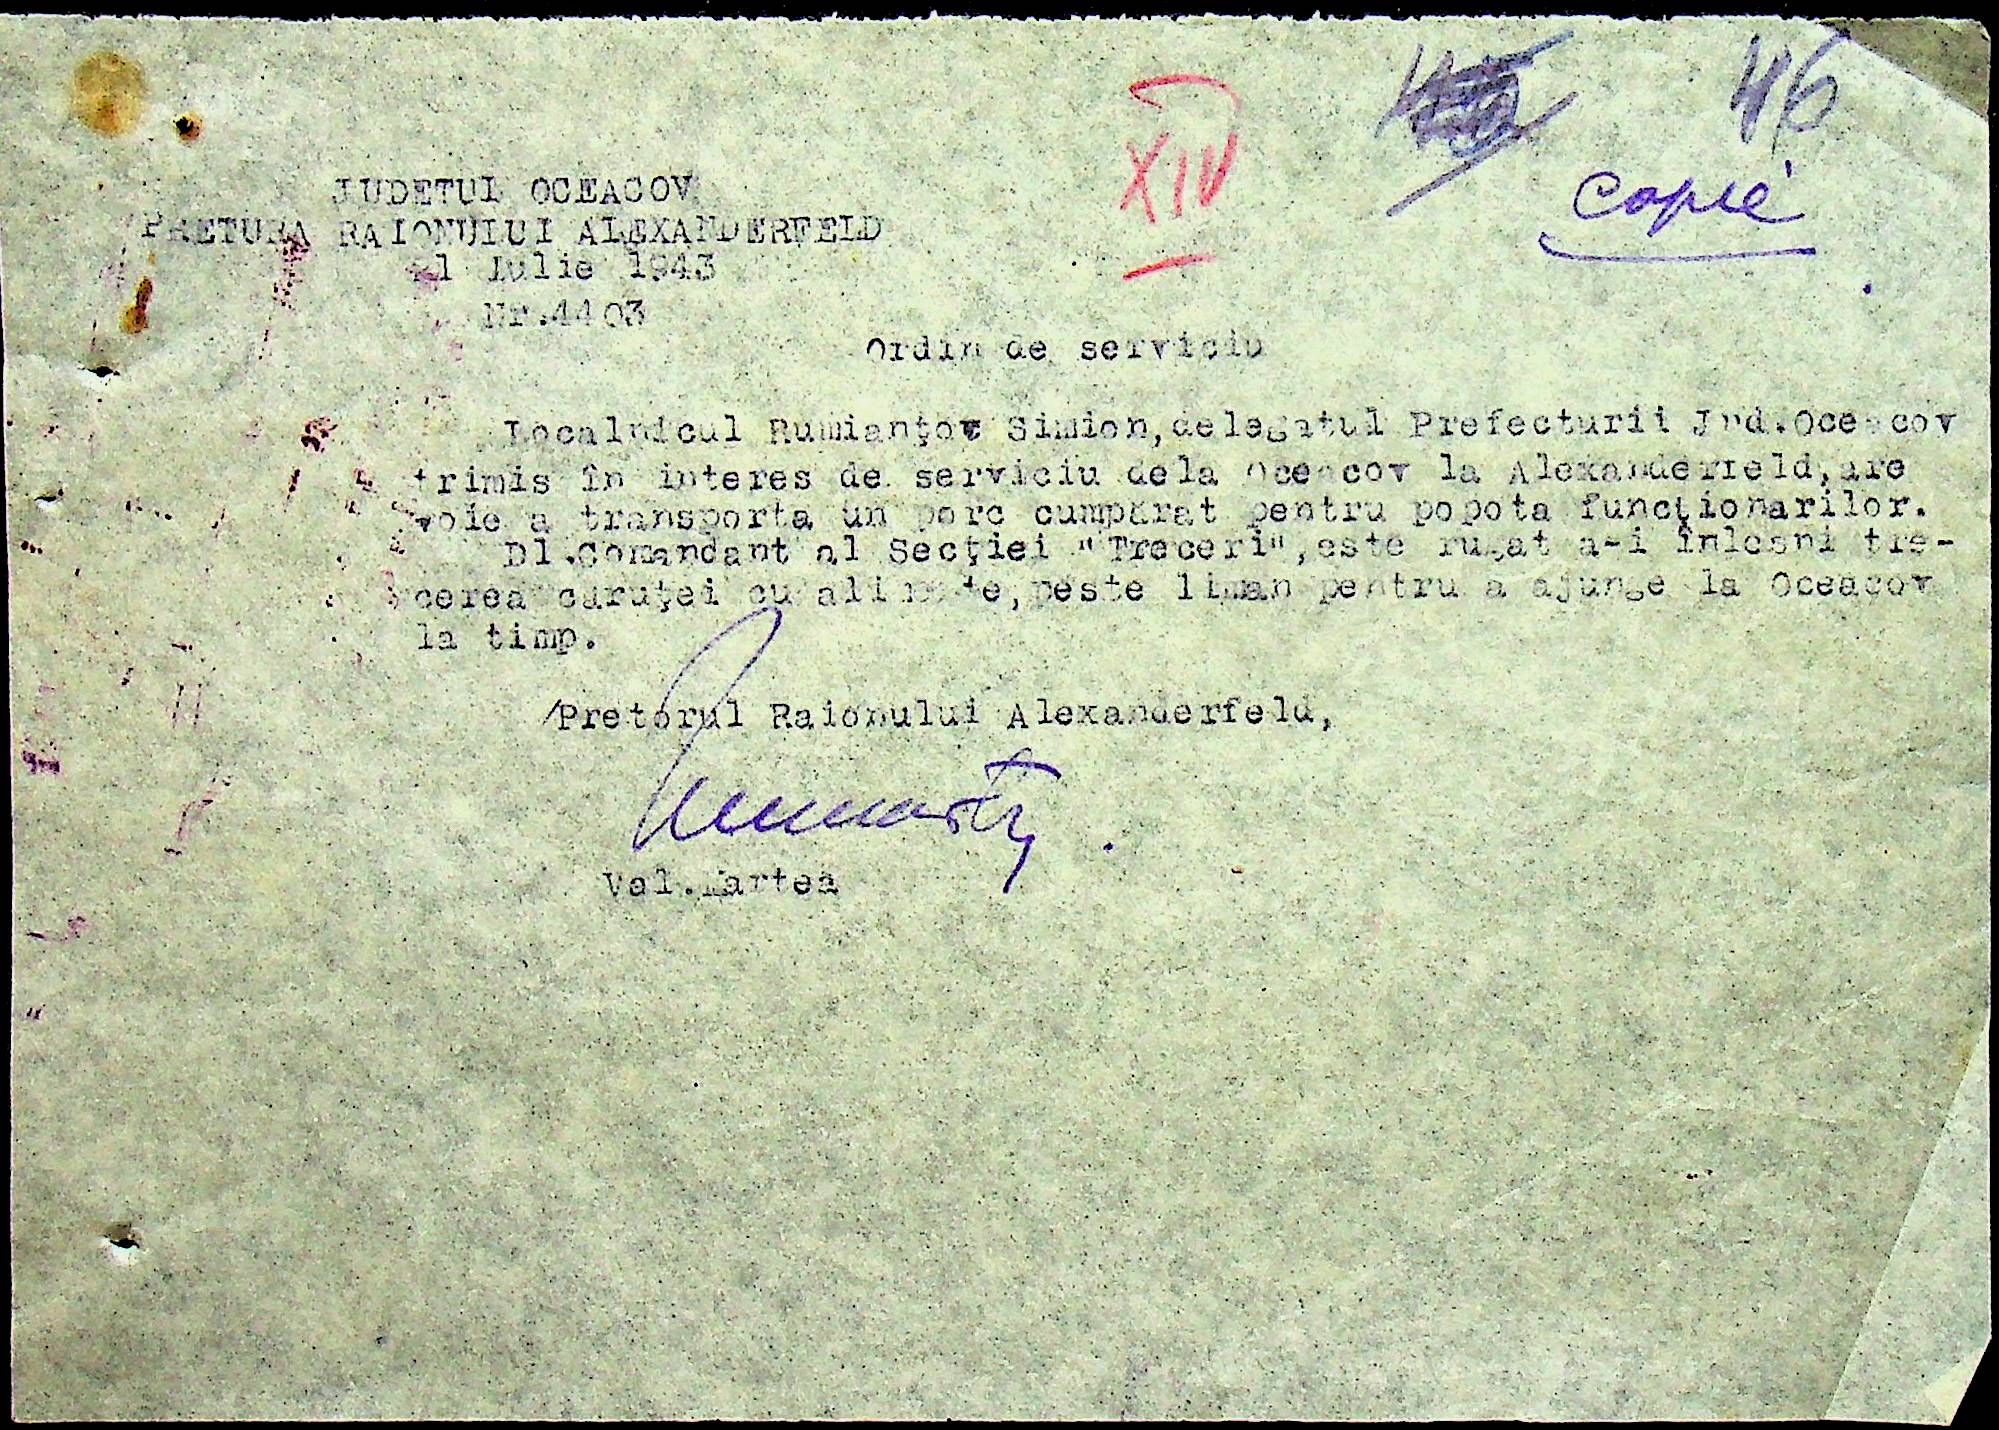 46
XIV
copie
JUDETUL OCEACOV
PRETURA RAIONULUI ALEXANDERFELD
1 Iulie 1943
Nr.4403
Ordin de serviciu
Localnicul Rumianţov Simion,delegatul Prefecturii Jud.Oceacov
trimis în interes de serviciu dela Oceacov la Alexanderfeld,are
voie a transporta un porc cumpărat pentru popota funcţionarilor.
Dl.Comandant al Secţiei "Treceri",este rugat a-i înlesni tre-
cerea căruţei cu alimente,peste liman pentru a ajunge la Oceacov
la timp.
/Pretorul Raionului Alexanderfeld,
Val.Martea